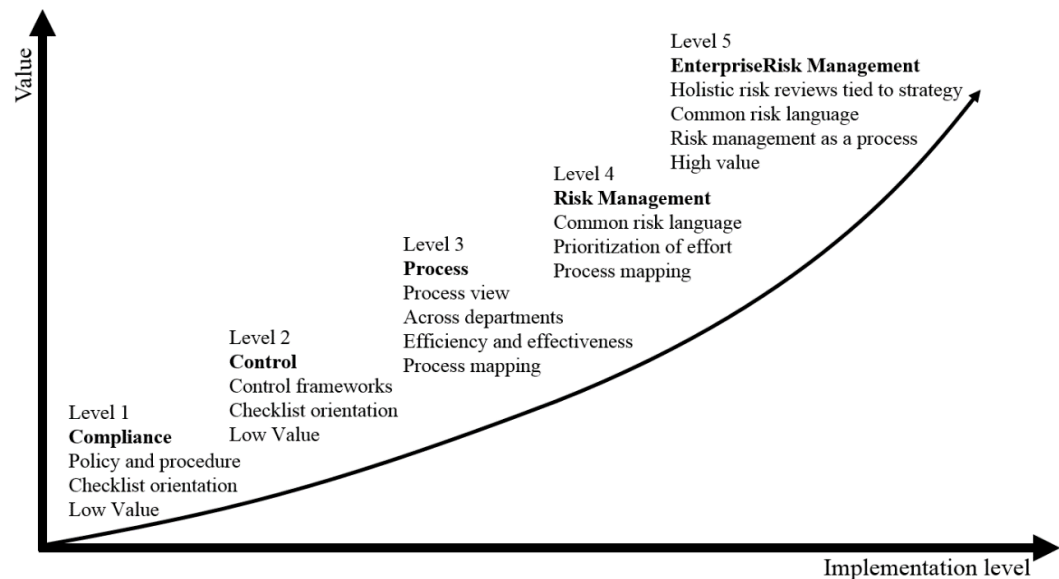 Value
Level 5
EnterpriseRisk Management
Holistic risk reviews tied to strategy
Common risk language
Risk management as a process
High value
Level 4
Risk Management
Common risk language
Prioritization of effort
Process mapping
Level 3
Process
Process view
Across departments
Efficiency and effectiveness
Process mapping
Level 2
Control
Control frameworks
Checklist orientation
Low Value
Level 1
Compliance
Policy and procedure
Checklist orientation
Low Value
Implementation level